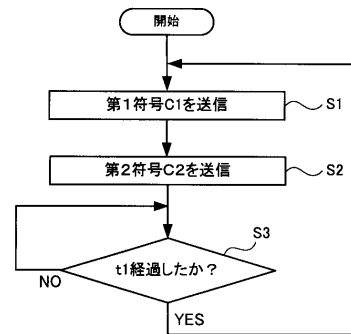 開始
第1符号C1を送信
S1
第2符号C2を送信
S2
S3
t1経過したか？
NO
YES